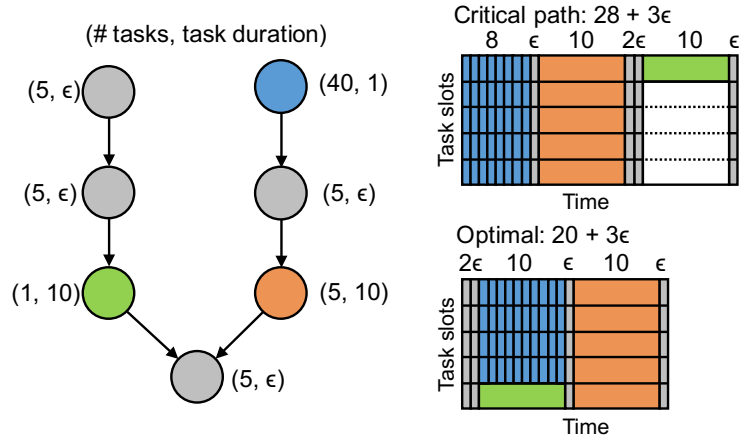 (# tasks, task duration)
(5, ϵ)
(40, 1)
(5, ϵ)
(5, ϵ)
(1, 10)
(5, 10)
(5, ϵ)
Critical path: 28 + 3ϵ
8 ϵ 10 2ϵ 10 ϵ
Task slots
Time
Optimal: 20 + 3ϵ
2ϵ 10 ϵ 10 ϵ
Task slots
Time